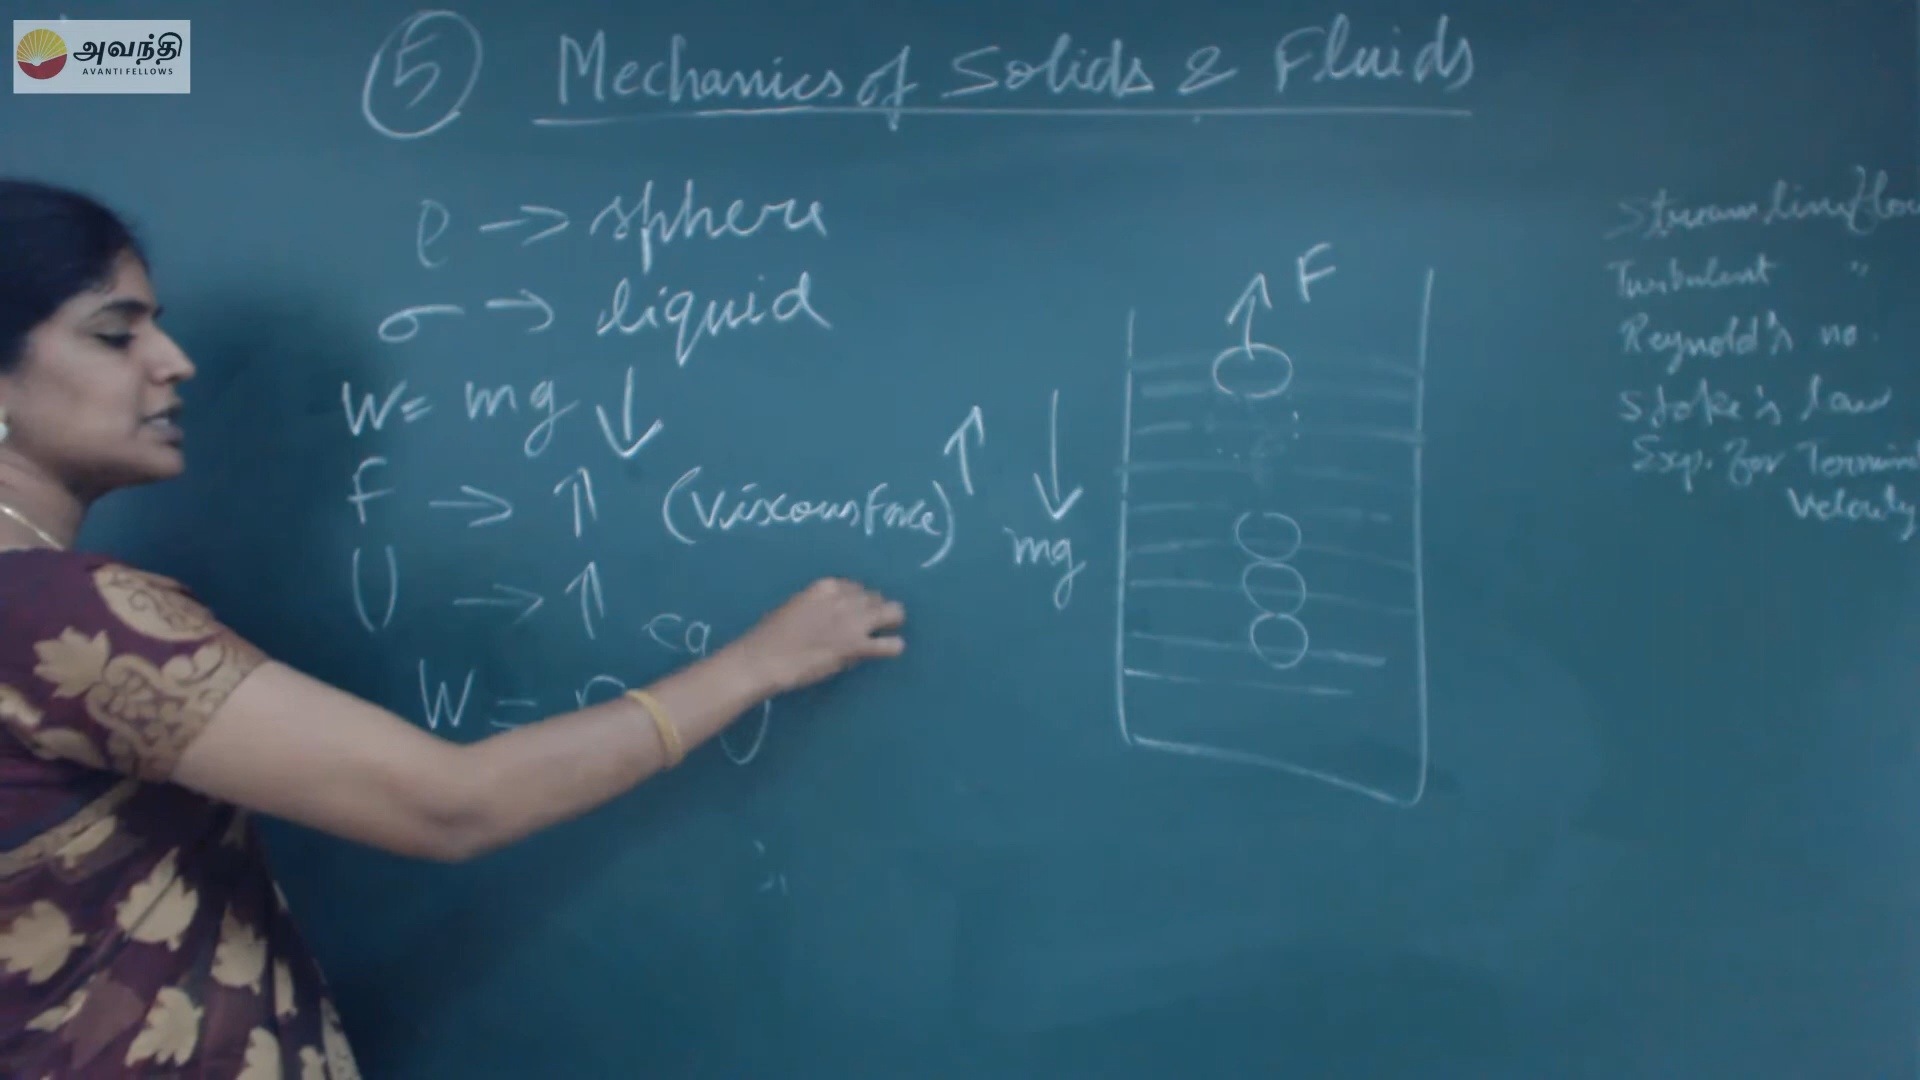 அவந்தி
AVANTI FELLOWS
5 Mechanics of Solids & Fluids
ρ → sphere
σ → liquid
W = mg ↓
F → ↑ (Viscous Force) ↑
U → ↑
W =
F
mg
Streamline flow
Turbulent "
Reynold's no.
Stoke's law
Exp. for Terminal
Velocity